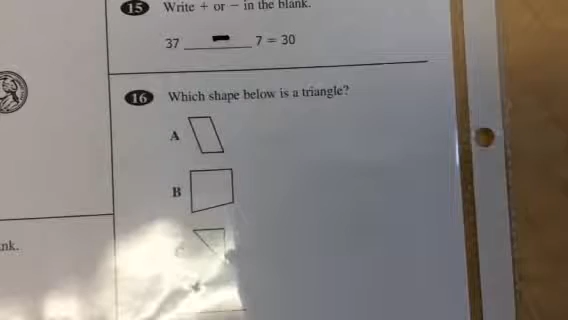 15 Write + or − in the blank.
37 - 7 = 30
16 Which shape below is a triangle?
A
B
C
nk.